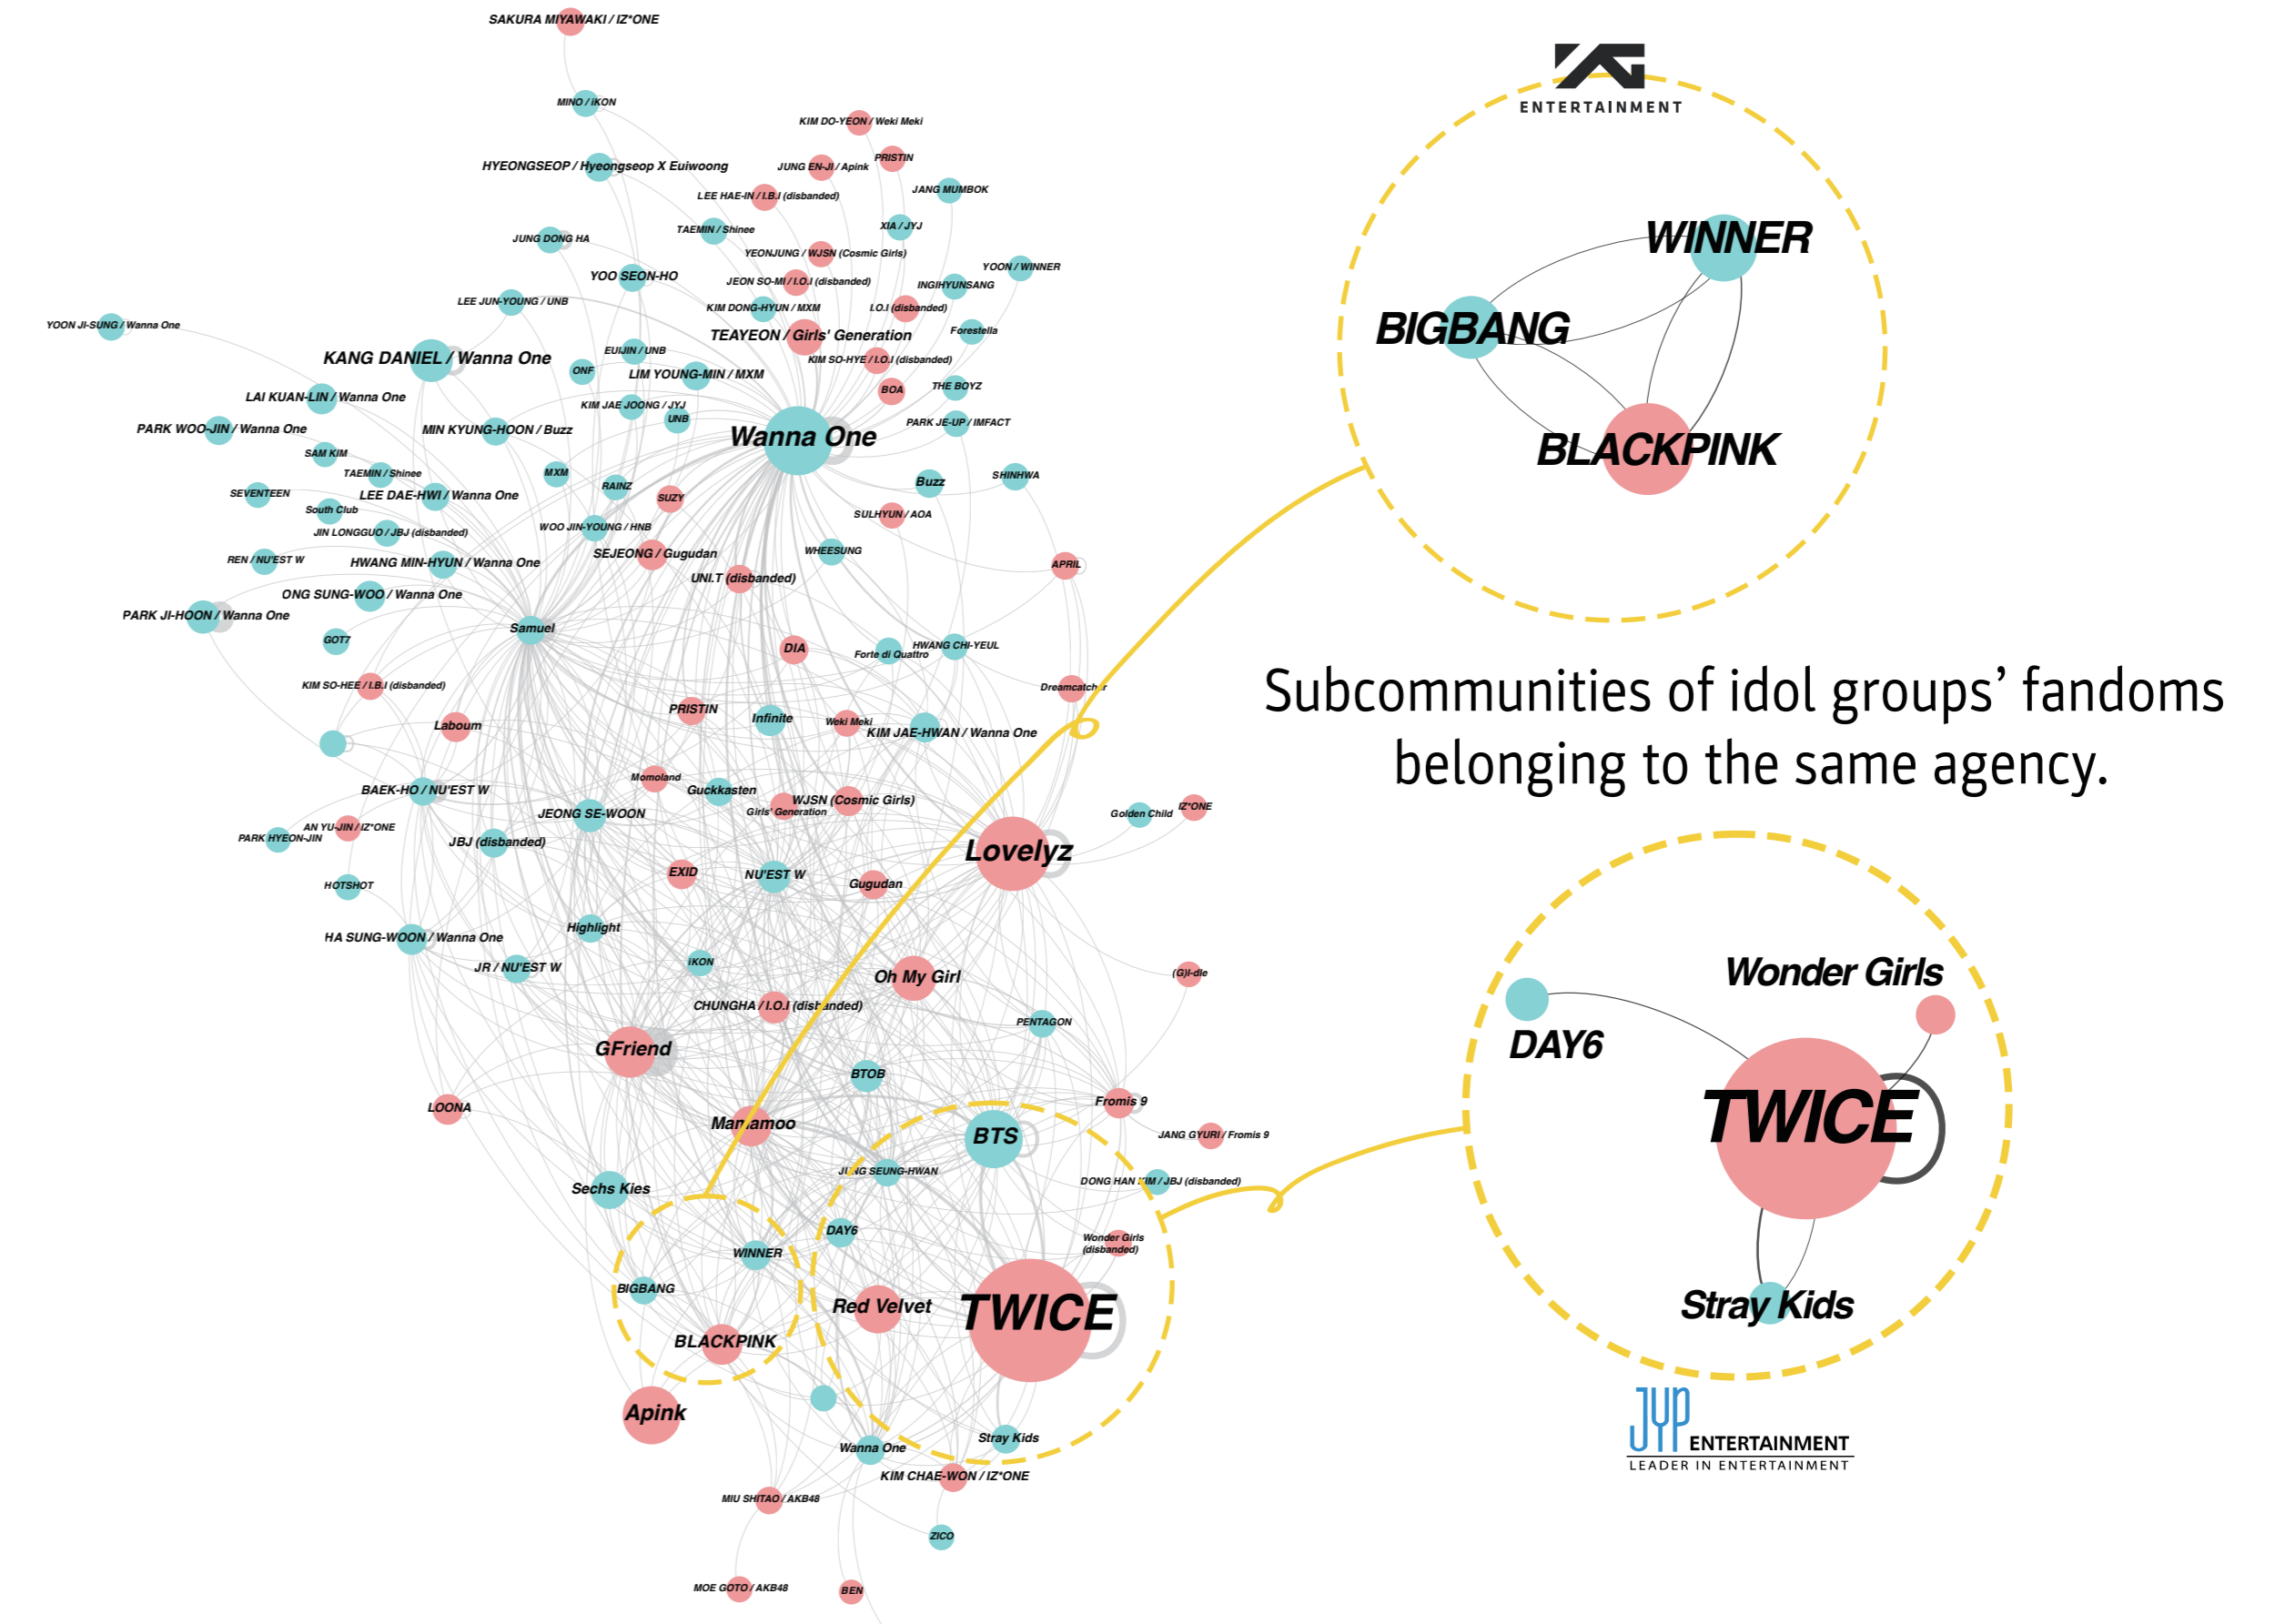 SAKURA MIYAWAKI / IZ*ONE
MINO / iKON
KIM DO-YEON / Weki Meki
HYEONGSEOP / Hyeongseop X Euiwoong
JUNG EN-JI / Apink
PRISTIN
LEE HAE-IN / I.B.I (disbanded)
JANG MUMBOK
TAEMIN / Shinee
XIA / JYJ
JUNG DONG HA
YEONJUNG / WJSN (Cosmic Girls)
YOO SEON-HO
JEON SO-MI / I.O.I (disbanded)
YOON / WINNER
INGIHYUNSANG
LEE JUN-YOUNG / UNB
KIM DONG-HYUN / MXM
I.O.I (disbanded)
YOON JI-SUNG / Wanna One
TEAYEON / Girls' Generation
Forestella
KANG DANIEL / Wanna One
EUIJIN / UNB
KIM SO-HYE / I.O.I (disbanded)
ONF
LIM YOUNG-MIN / MXM
BOA
THE BOYZ
LAI KUAN-LIN / Wanna One
KIM JAE JOONG / JYJ
UNB
PARK JE-UP / IMFACT
PARK WOO-JIN / Wanna One
MIN KYUNG-HOON / Buzz
Wanna One
SAM KIM
TAEMIN / Shinee
MXM
SHINHWA
Buzz
SEVENTEEN
LEE DAE-HWI / Wanna One
RAINZ
SUZY
South Club
SULHYUN / AOA
JIN LONGGUO / JBJ (disbanded)
WOO JIN-YOUNG / HNB
REN / NU'EST W
HWANG MIN-HYUN / Wanna One
SEJEONG / Gugudan
WHEESUNG
APRIL
UNI.T (disbanded)
ONG SUNG-WOO / Wanna One
PARK JI-HOON / Wanna One
Samuel
GOT7
DIA
Forte di Quattro
HWANG CHI-YEUL
KIM SO-HEE / I.B.I (disbanded)
Dreamcatcher
Laboum
PRISTIN
Infinite
Weki Meki
KIM JAE-HWAN / Wanna One
Momoland
BAEK-HO / NU'EST W
Guckkasten
WJSN (Cosmic Girls)
Girls' Generation
JEONG SE-WOON
Golden Child
IZ*ONE
AN YU-JIN / IZ*ONE
PARK HYEON-JIN
JBJ (disbanded)
Lovelyz
EXID
NU'EST W
Gugudan
HOTSHOT
Highlight
HA SUNG-WOON / Wanna One
JR / NU'EST W
iKON
Oh My Girl
(G)I-dle
CHUNGHA / I.O.I (disbanded)
PENTAGON
GFriend
BTOB
LOONA
Fromis 9
Mamamoo
BTS
JANG GYURI / Fromis 9
JUNG SEUNG-HWAN
DONG HAN KIM / JBJ (disbanded)
Sechs Kies
DAY6
Wonder Girls
(disbanded)
WINNER
BIGBANG
Red Velvet
TWICE
BLACKPINK
Apink
Wanna One
Stray Kids
KIM CHAE-WON / IZ*ONE
MIU SHITAO / AKB48
ZICO
MOE GOTO / AKB48
BEN
YG
ENTERTAINMENT
WINNER
BIGBANG
BLACKPINK
Subcommunities of idol groups’ fandoms
belonging to the same agency.
Wonder Girls
DAY6
TWICE
Stray Kids
JYP ENTERTAINMENT
LEADER IN ENTERTAINMENT